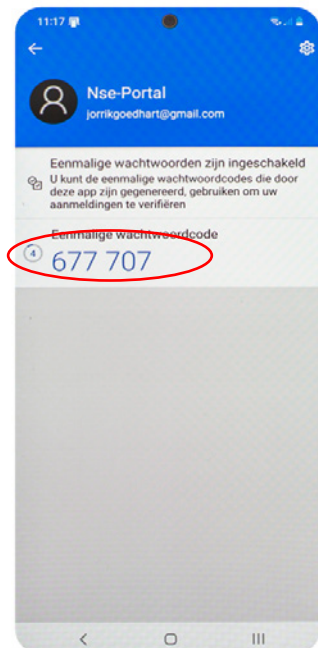 11:17
Nse-Portal
jorrikgoedhart@gmail.com
Eenmalige wachtwoorden zijn ingeschakeld
U kunt de eenmalige wachtwoordcodes die door
deze app zijn gegenereerd, gebruiken om uw
aanmeldingen te verifiëren
Eenmalige wachtwoordcode
4
677 707